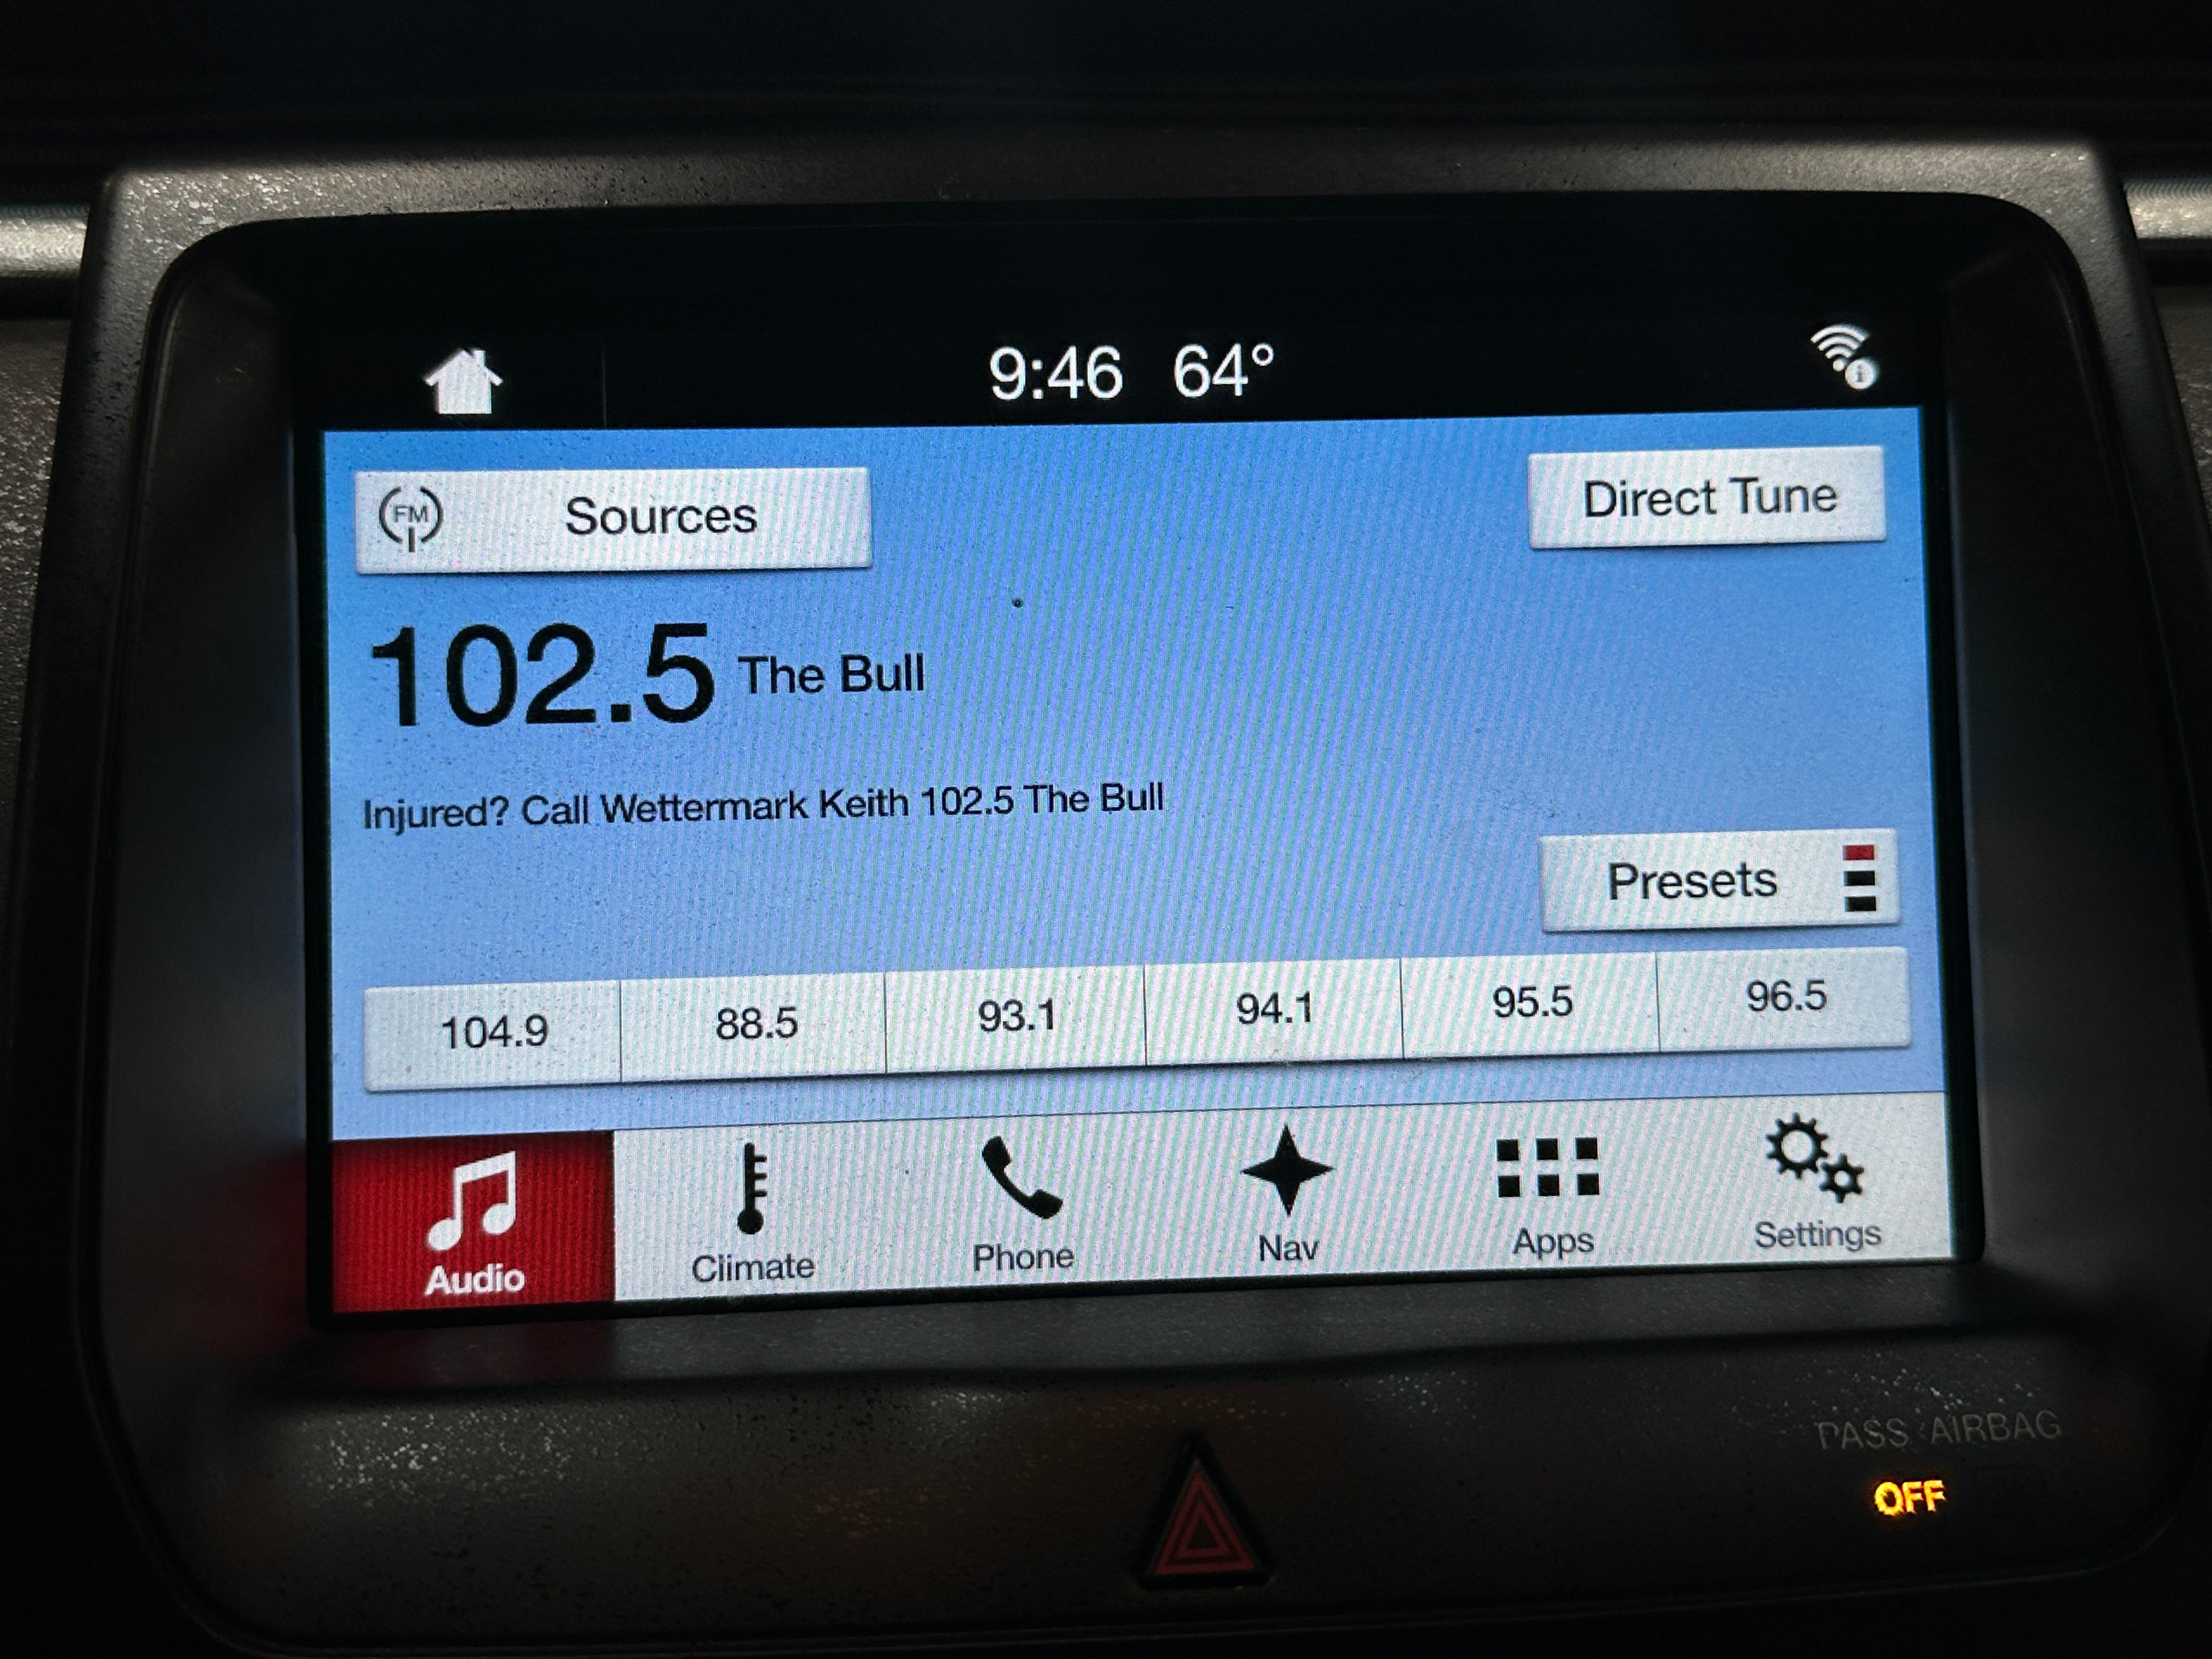 9:46 64°
FM Sources
Direct Tune
102.5 The Bull
Injured? Call Wettermark Keith 102.5 The Bull
Presets
104.9 88.5 93.1 94.1 95.5 96.5
Audio Climate Phone Nav Apps Settings
PASS AIRBAG
OFF